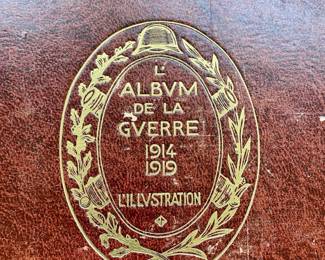 L'
ALBVM
DE LA
GVERRE
1914
1919
L'ILLVSTRATION